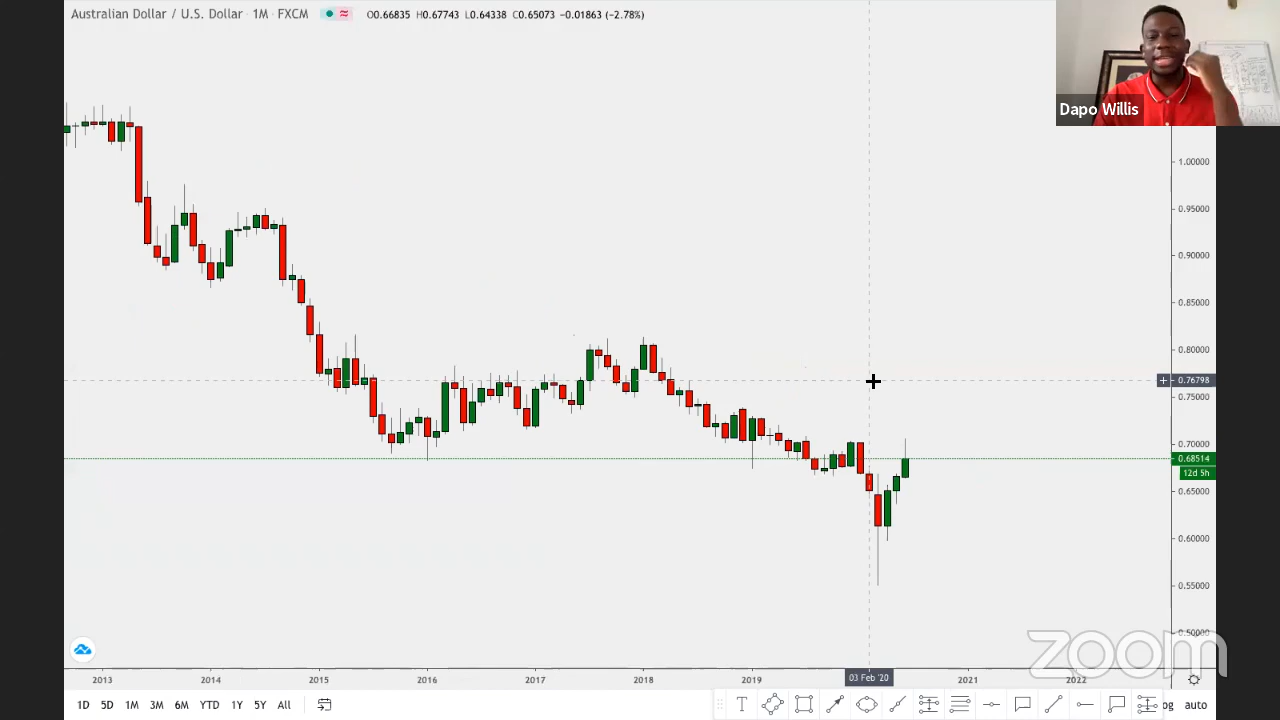 Australian Dollar / U.S. Dollar · 1M · FXCM O0.66835 H0.67743 L0.64338 C0.65073 −0.01863 (−2.78%)
Dapo Willis
1.00000
0.95000
0.90000
0.85000
0.80000
0.76798
0.75000
0.70000
0.68514
12d 5h
0.65000
0.60000
0.55000
0.50000
zoom
2013 2014 2015 2016 2017 2018 2019 03 Feb '20 2021 2022
1D 5D 1M 3M 6M YTD 1Y 5Y All og auto